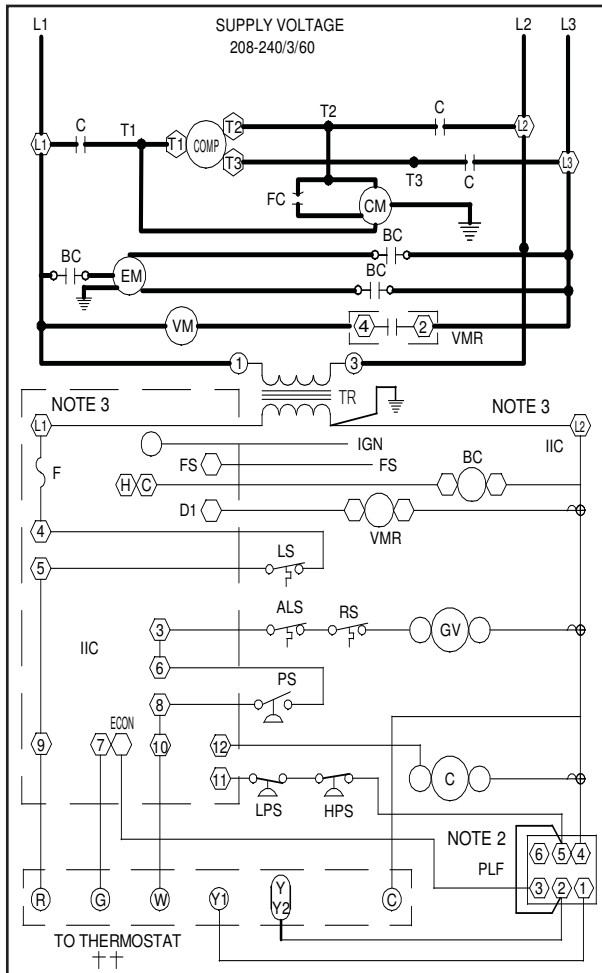 L1 SUPPLY VOLTAGE L2 L3
208-240/3/60
T2
C T1 T2 C L2
L1 T1 COMP
T3 L3
FC T3 C
CM
BC
BC EM
BC
VM 4 2 VMR
1 3
TR
NOTE 3 NOTE 3
L1 L2
IGN IIC
F FS FS BC
H C
D1
4 VMR
LS
5
ALS RS
3 GV
IIC
6 PS
8
ECON
9 7 10 12
C
11
LPS HPS
NOTE 2
6 5 4
PLF
3 2 1
R G W Y1 Y Y2 C
TO THERMOSTAT
††